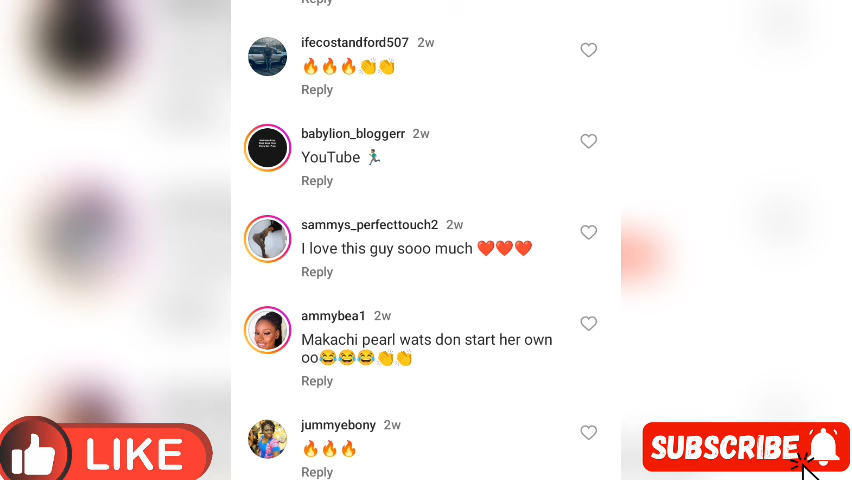 Reply
ifecostandford507 2w
🔥🔥🔥👏👏
Reply
babylion_bloggerr 2w
YouTube 🏃🏾‍♂️
Reply
sammys_perfecttouch2 2w
I love this guy sooo much ❤️❤️❤️
Reply
ammybea1 2w
Makachi pearl wats don start her own
oo😂😂😂👏👏
Reply
jummyebony 2w
🔥🔥🔥
Reply
LIKE
SUBSCRIBE